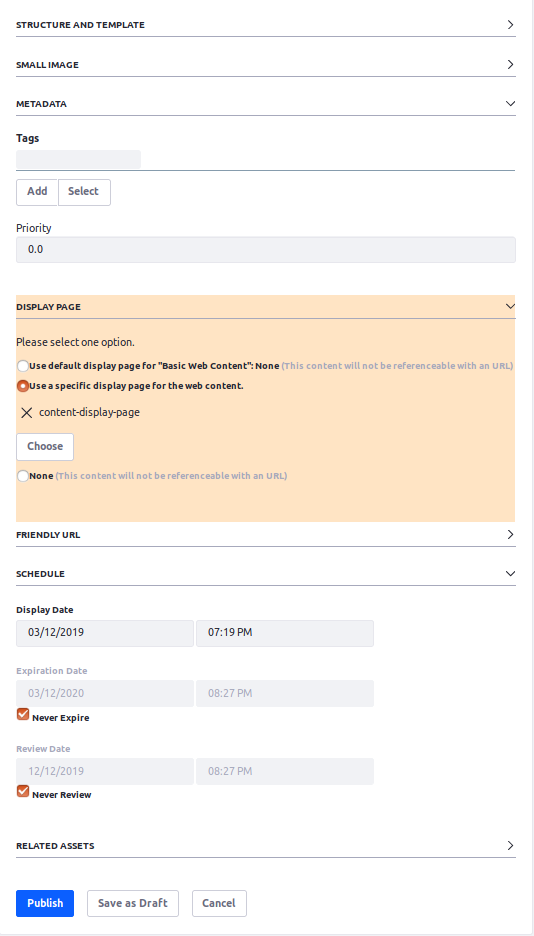 STRUCTURE AND TEMPLATE
SMALL IMAGE
METADATA
Tags
Add Select
Priority
0.0
DISPLAY PAGE
Please select one option.
Use default display page for "Basic Web Content": None (This content will not be referenceable with an URL)
Use a specific display page for the web content.
content-display-page
Choose
None (This content will not be referenceable with an URL)
FRIENDLY URL
SCHEDULE
Display Date
03/12/2019 07:19 PM
Expiration Date
03/12/2020 08:27 PM
Never Expire
Review Date
12/12/2019 08:27 PM
Never Review
RELATED ASSETS
Publish Save as Draft Cancel